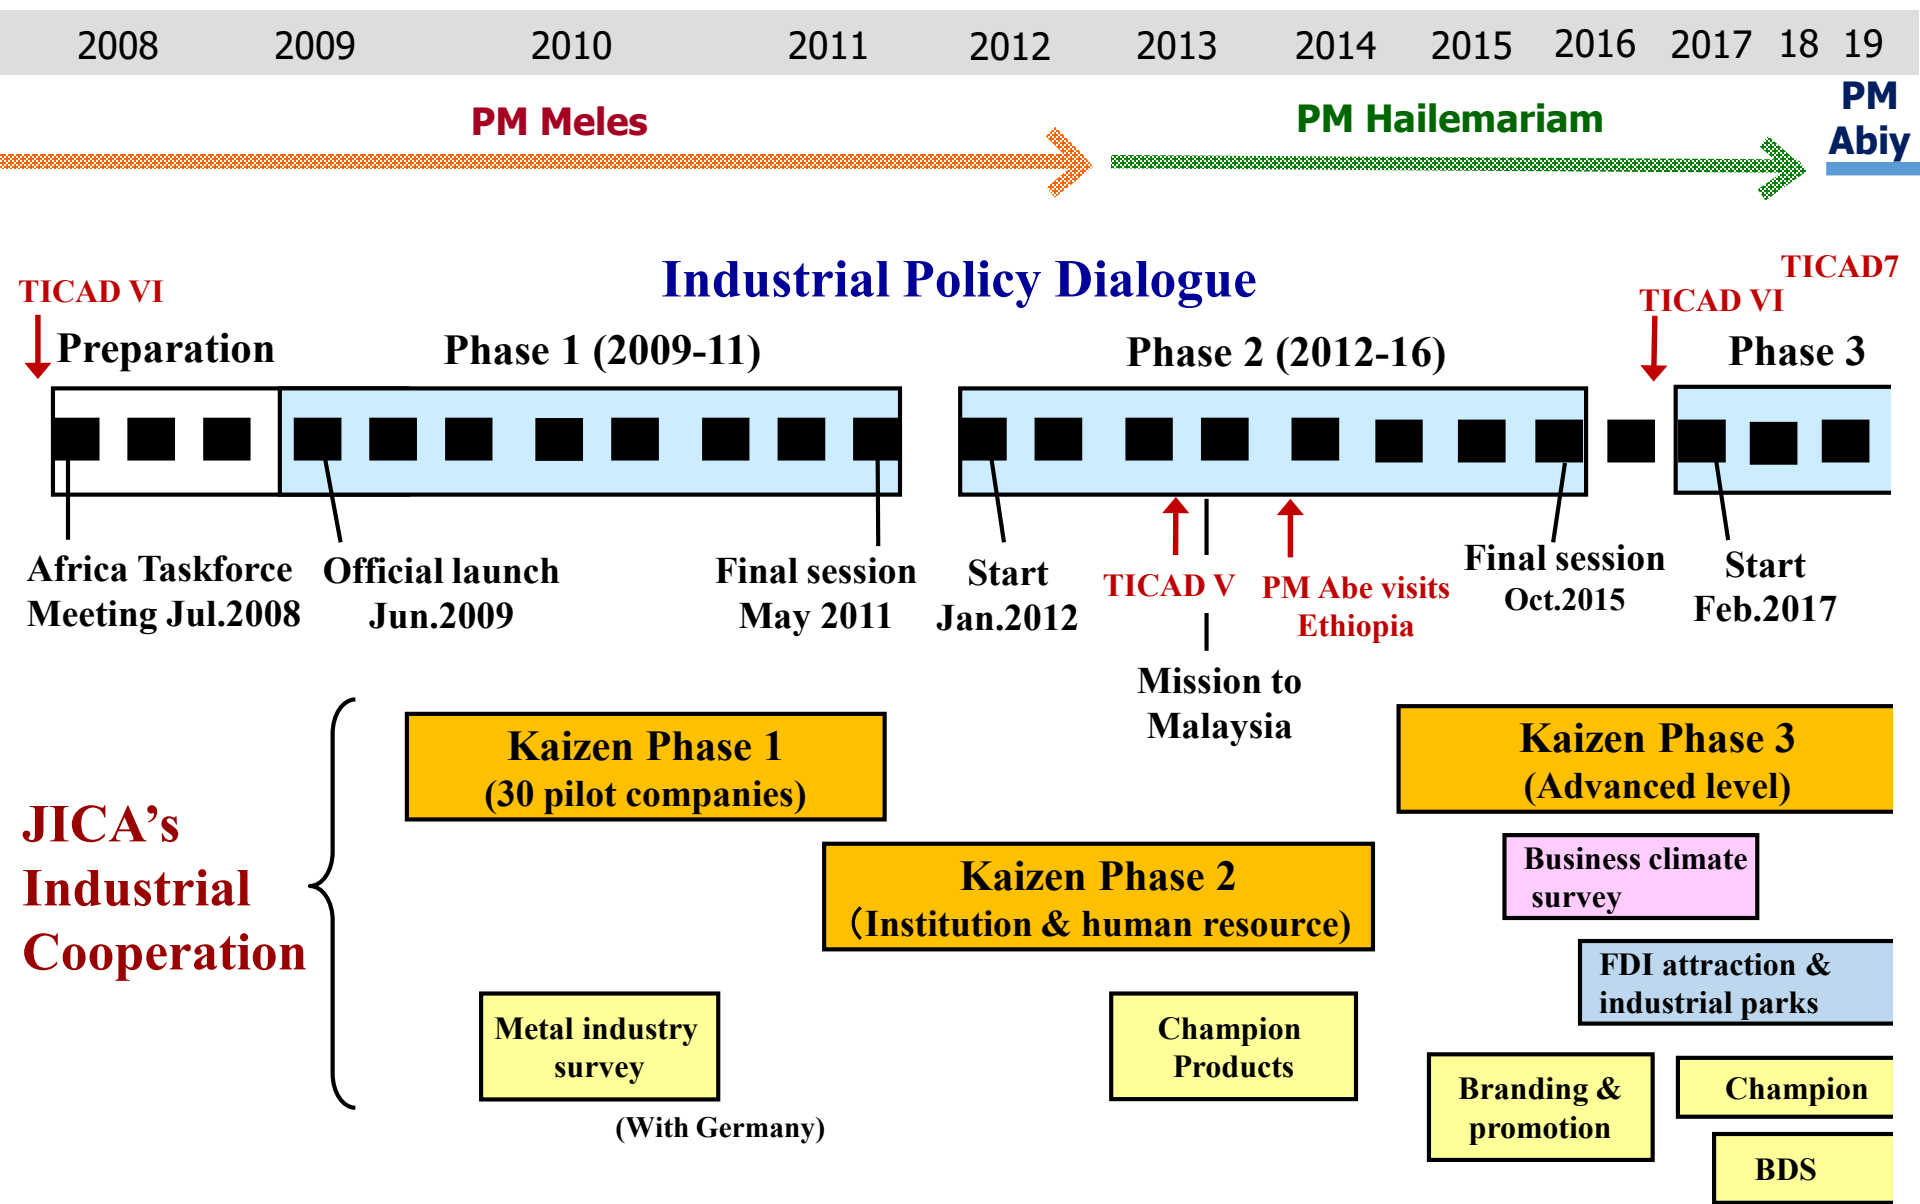 2008 2009 2010 2011 2012 2013 2014 2015 2016 2017 18 19
PM Meles
PM Hailemariam
PM
Abiy
Industrial Policy Dialogue
TICAD VI
TICAD VI
TICAD7
Preparation
Phase 1 (2009-11)
Phase 2 (2012-16)
Phase 3
Africa Taskforce
Meeting Jul.2008
Official launch
Jun.2009
Final session
May 2011
Start
Jan.2012
TICAD V
PM Abe visits
Ethiopia
Final session
Oct.2015
Start
Feb.2017
Mission to
Malaysia
JICA’s
Industrial
Cooperation
Kaizen Phase 1
(30 pilot companies)
Kaizen Phase 2
（Institution & human resource)
Kaizen Phase 3
(Advanced level)
Business climate
survey
FDI attraction &
industrial parks
Metal industry
survey
(With Germany)
Champion
Products
Branding &
promotion
Champion
BDS